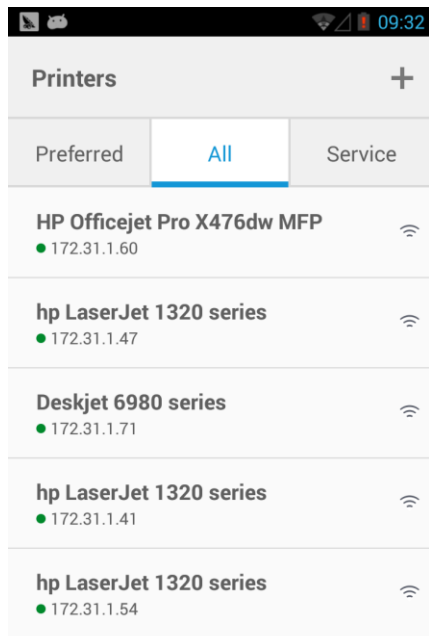 09:32
Printers
Preferred All Service
HP Officejet Pro X476dw MFP
172.31.1.60
hp LaserJet 1320 series
172.31.1.47
Deskjet 6980 series
172.31.1.71
hp LaserJet 1320 series
172.31.1.41
hp LaserJet 1320 series
172.31.1.54